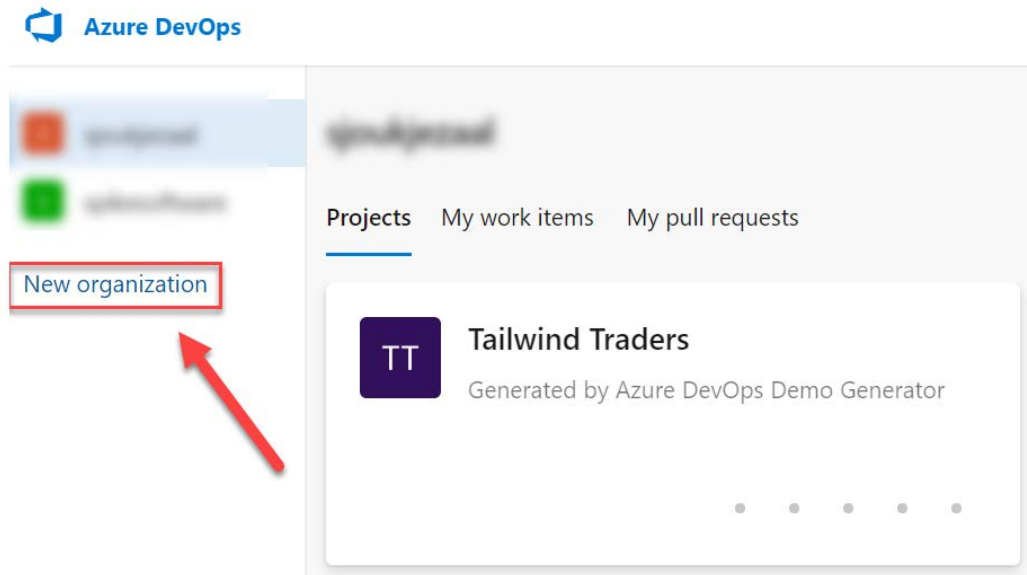 Azure DevOps
New organization
Projects My work items My pull requests
TT
Tailwind Traders
Generated by Azure DevOps Demo Generator